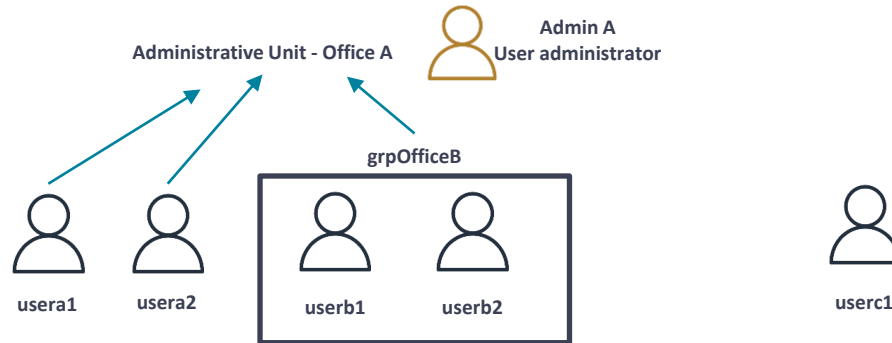 Administrative Unit - Office A
Admin A
User administrator
grpOfficeB
usera1
usera2
userb1
userb2
userc1